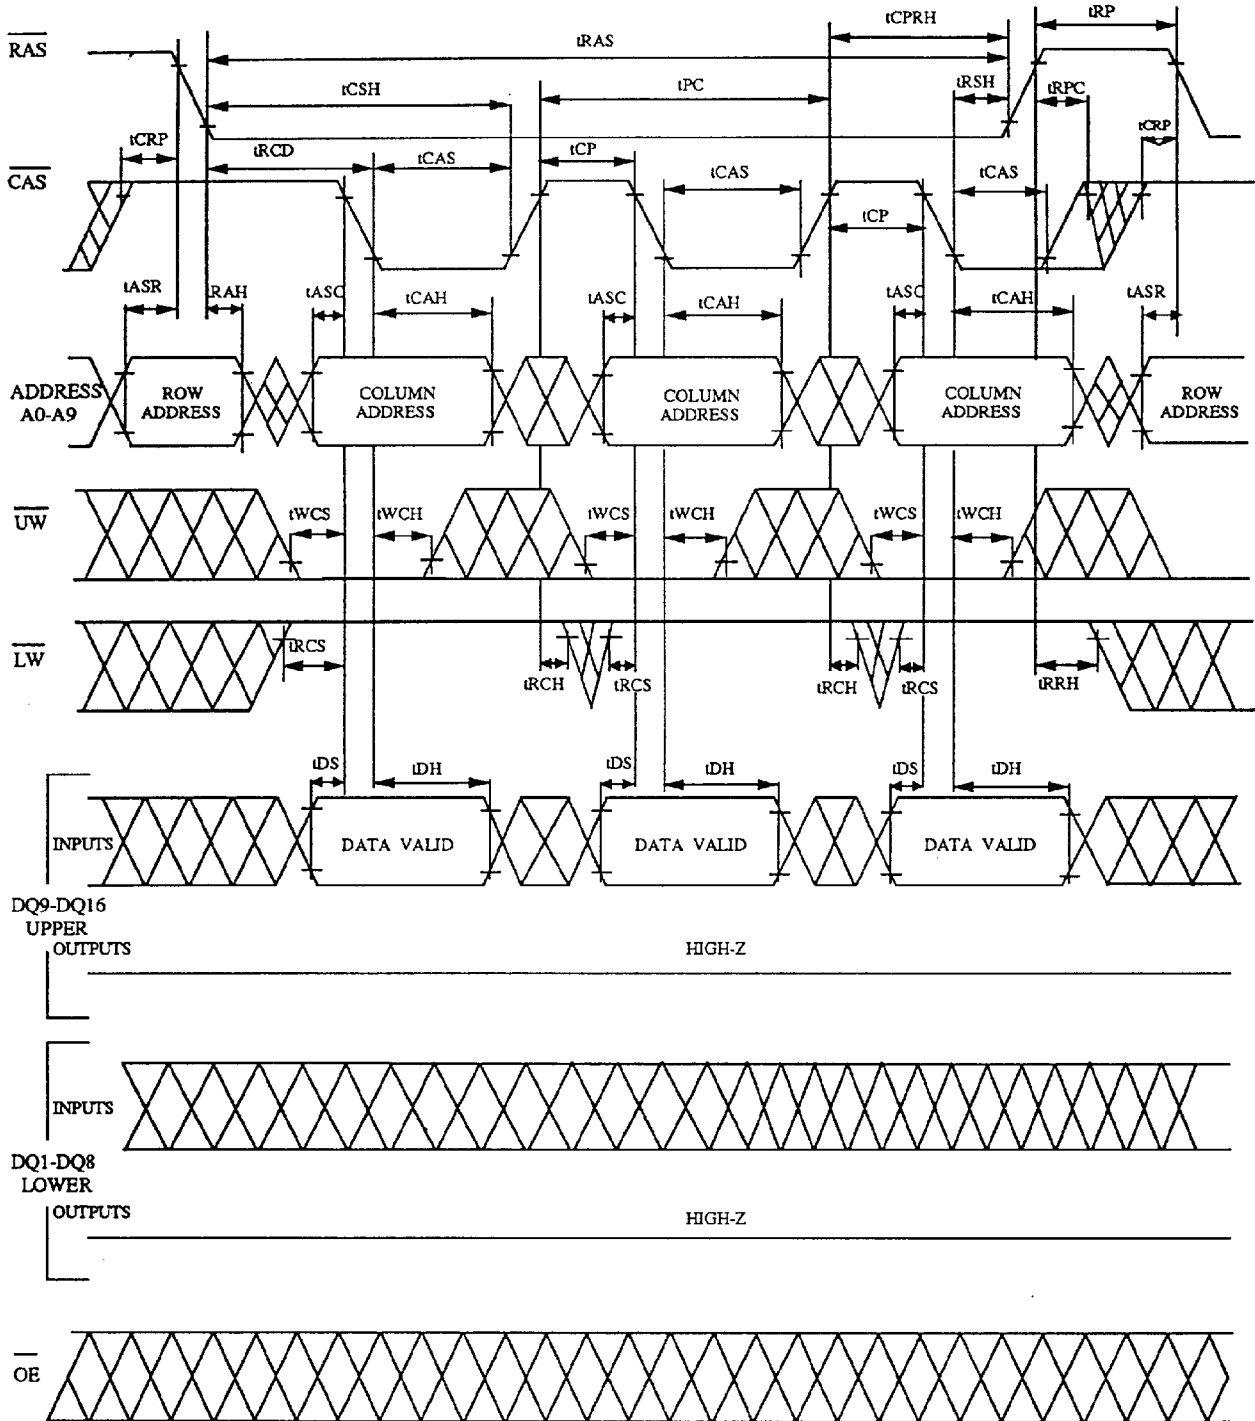 tCPRH
tRP
RAS
tRAS
tCSH
tPC
tRSH
tRPC
tCRP
tRCD
tCAS
tCP
tCRP
CAS
tCAS
tCAS
tCP
tASR
tRAH
tASC
tCAH
tASC
tCAH
tASC
tCAH
tASR
ADDRESS
A0-A9
ROW
ADDRESS
COLUMN
ADDRESS
COLUMN
ADDRESS
COLUMN
ADDRESS
ROW
ADDRESS
UW
tWCS
tWCH
tWCS
tWCH
tWCS
tWCH
LW
tRCS
tRCH
tRCS
tRCH
tRCS
tRRH
tDS
tDH
tDS
tDH
tDS
tDH
INPUTS
DATA VALID
DATA VALID
DATA VALID
DQ9-DQ16
UPPER
OUTPUTS
HIGH-Z
INPUTS
DQ1-DQ8
LOWER
OUTPUTS
HIGH-Z
OE